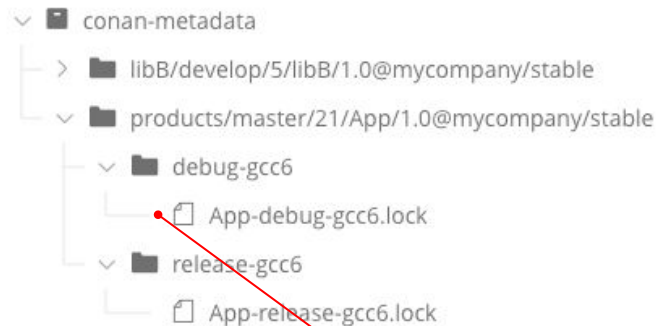 conan-metadata
libB/develop/5/libB/1.0@mycompany/stable
products/master/21/App/1.0@mycompany/stable
debug-gcc6
App-debug-gcc6.lock
release-gcc6
App-release-gcc6.lock